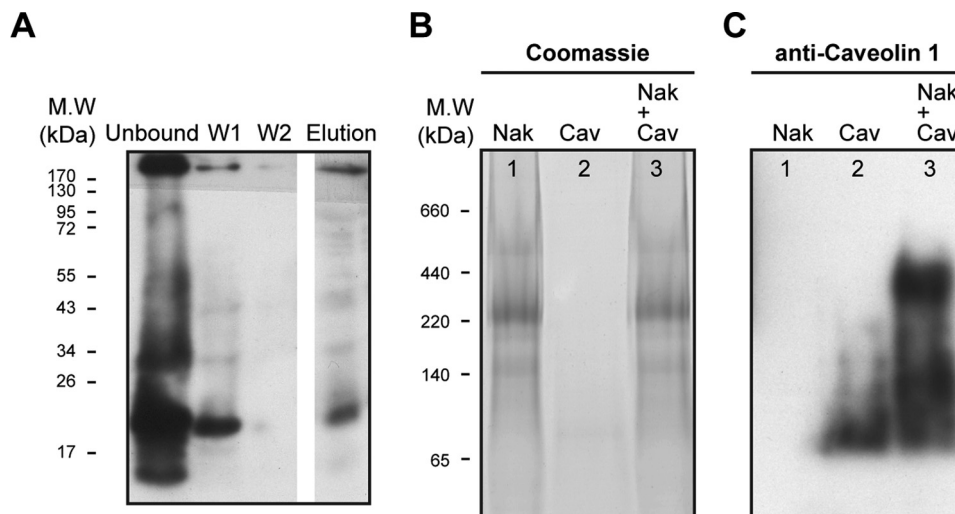 A
M.W
(kDa)
Unbound W1 W2 Elution
170 –
130 –
95 –
72 –
55 –
43 –
34 –
26 –
17 –
B
Coomassie
M.W
(kDa)
Nak Cav Nak
+
Cav
1 2 3
660 –
440 –
220 –
140 –
65 –
C
anti-Caveolin 1
Nak Cav Nak
+
Cav
1 2 3